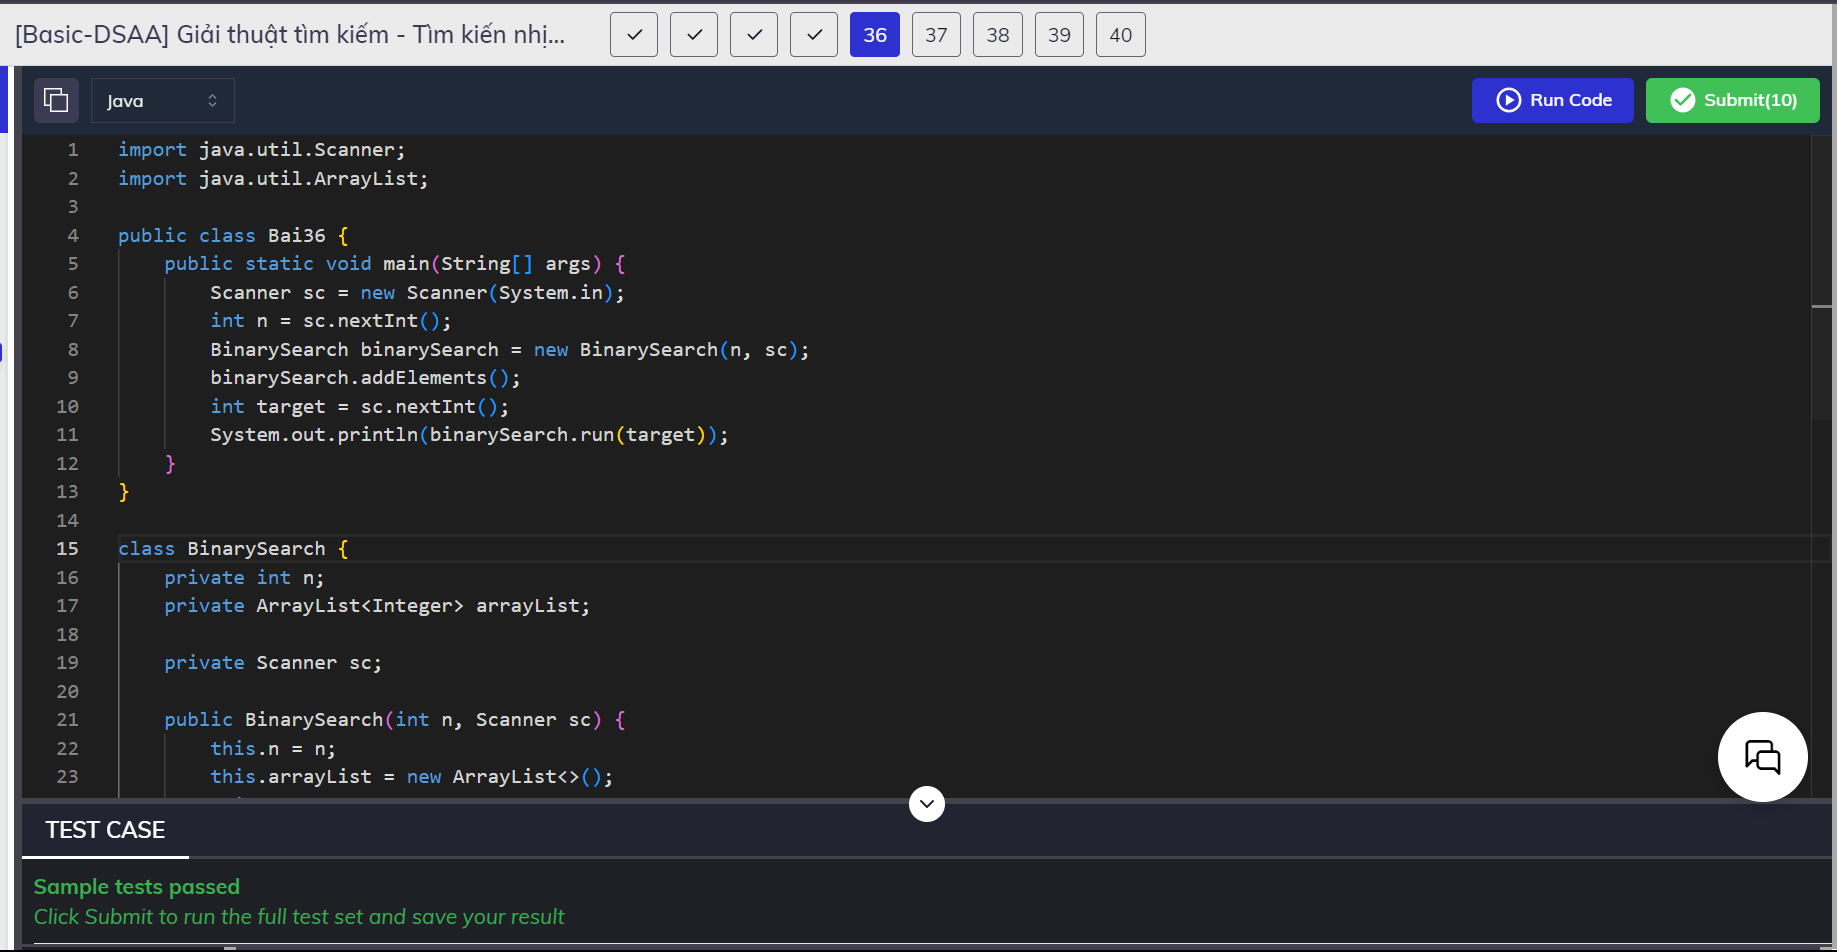 [Basic-DSAA] Giải thuật tìm kiếm - Tìm kiến nhị...
36 37 38 39 40
Java
Run Code
Submit(10)
1 import java.util.Scanner;
2 import java.util.ArrayList;
3
4 public class Bai36 {
5 public static void main(String[] args) {
6 Scanner sc = new Scanner(System.in);
7 int n = sc.nextInt();
8 BinarySearch binarySearch = new BinarySearch(n, sc);
9 binarySearch.addElements();
10 int target = sc.nextInt();
11 System.out.println(binarySearch.run(target));
12 }
13 }
14
15 class BinarySearch {
16 private int n;
17 private ArrayList<Integer> arrayList;
18
19 private Scanner sc;
20
21 public BinarySearch(int n, Scanner sc) {
22 this.n = n;
23 this.arrayList = new ArrayList<>();
TEST CASE
Sample tests passed
Click Submit to run the full test set and save your result